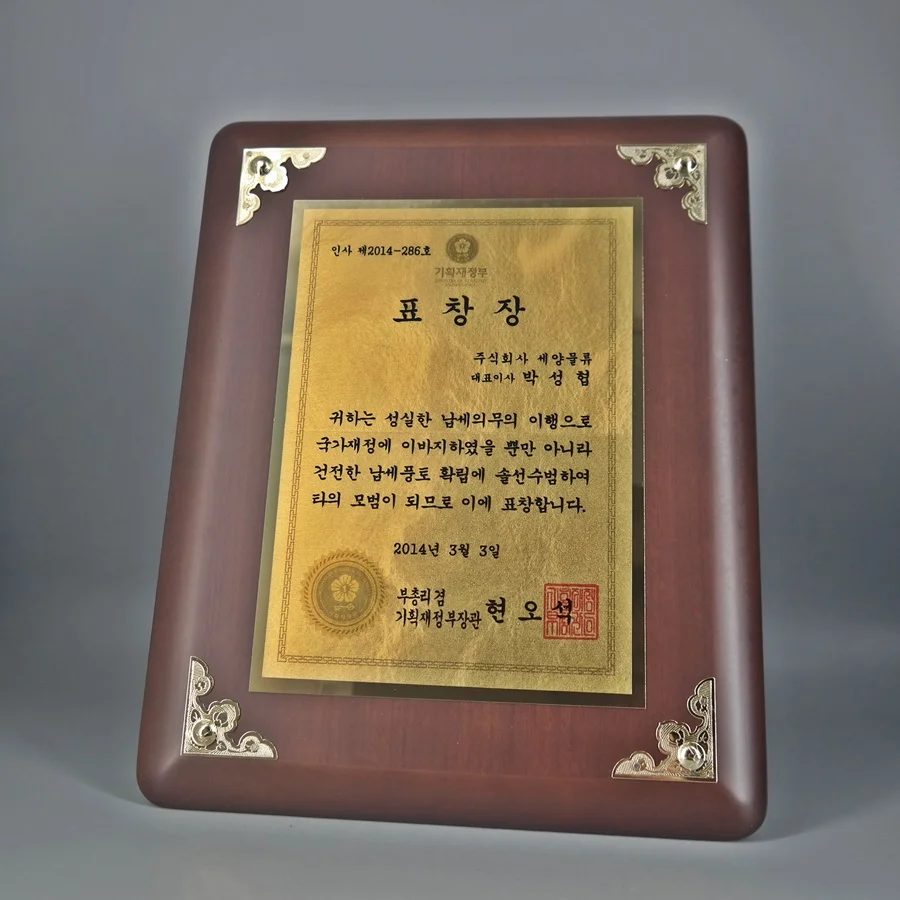 인사 제2014-286호
기획재정부
표창장
주식회사 세양물류
대표이사 박성협
귀하는 성실한 납세의무의 이행으로
국가재정에 이바지하였을 뿐만 아니라
건전한 납세풍토 확립에 솔선수범하여
타의 모범이 되므로 이에 표창합니다.
2014년 3월 3일
부총리 겸
기획재정부장관 현오석